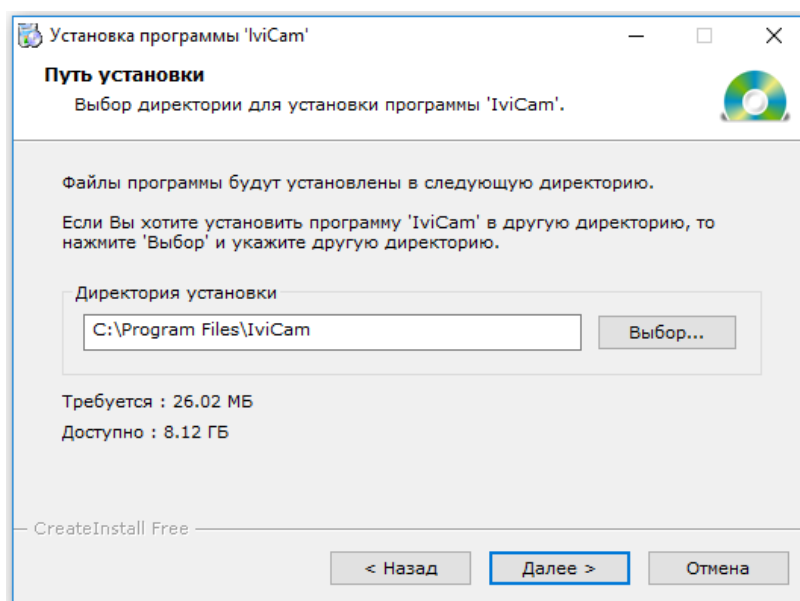 Установка программы 'IviCam'
Путь установки
Выбор директории для установки программы 'IviCam'.
Файлы программы будут установлены в следующую директорию.
Если Вы хотите установить программу 'IviCam' в другую директорию, то
нажмите 'Выбор' и укажите другую директорию.
Директория установки
C:\Program Files\IviCam
Выбор...
Требуется : 26.02 МБ
Доступно : 8.12 ГБ
CreateInstall Free
< Назад
Далее >
Отмена